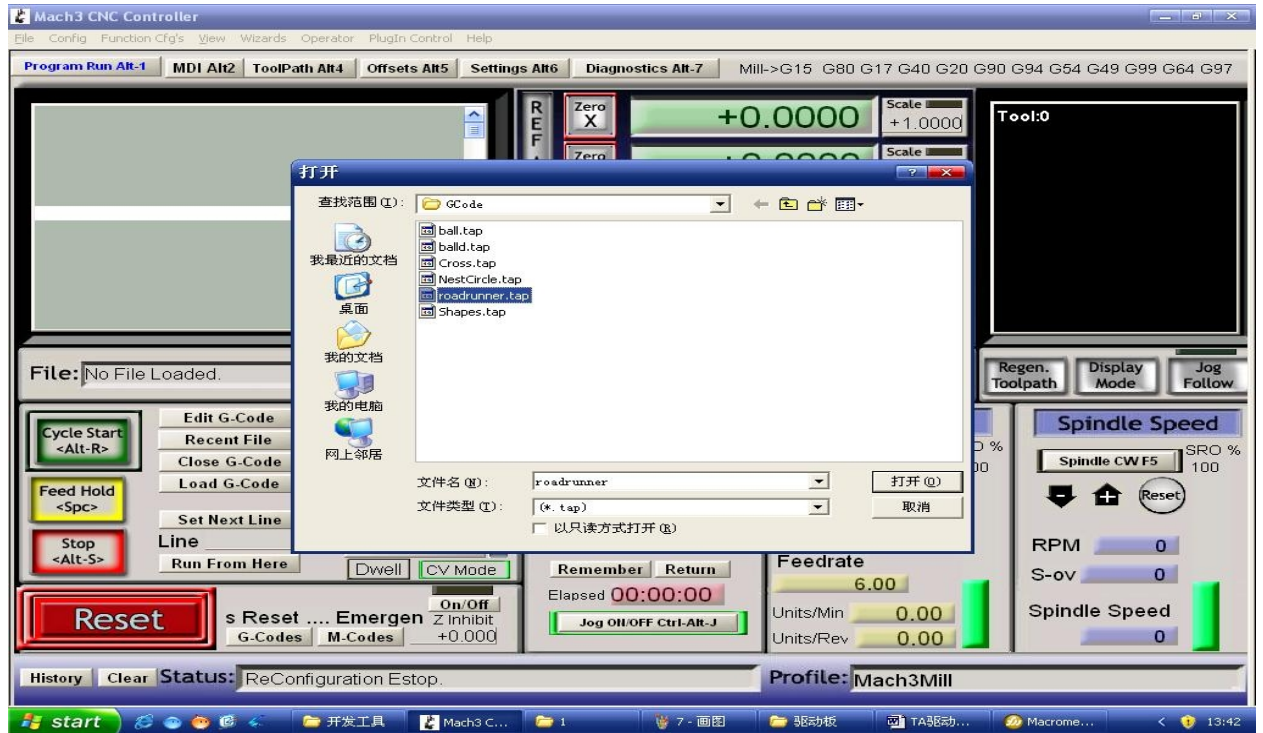 Mach3 CNC Controller
File Config Function Cfg's View Wizards Operator PlugIn Control Help
Program Run Alt-1 MDI Alt2 ToolPath Alt4 Offsets Alt5 Settings Alt6 Diagnostics Alt-7 Mill->G15 G80 G17 G40 G20 G90 G94 G54 G49 G99 G64 G97
REF
Zero X +0.0000 Scale +1.0000
Zero Scale
Tool:0
打开
查找范围(I): GCode
我最近的文档
桌面
我的文档
我的电脑
网上邻居
ball.tap
balld.tap
Cross.tap
NestCircle.tap
roadrunner.tap
Shapes.tap
文件名(N): roadrunner 打开(O)
文件类型(T): (*.tap) 取消
以只读方式打开(R)
File: No File Loaded.
Regen. Toolpath Display Mode Jog Follow
Cycle Start <Alt-R>
Feed Hold <Spc>
Stop <Alt-S>
Edit G-Code
Recent File
Close G-Code
Load G-Code
Set Next Line
Line
Run From Here
Dwell CV Mode
Reset
s Reset .... Emergen
G-Codes M-Codes
On/Off
Z Inhibit
+0.000
Remember Return
Elapsed 00:00:00
Jog ON/OFF Ctrl-Alt-J
%
Feedrate
6.00
Units/Min 0.00
Units/Rev 0.00
Spindle Speed
Spindle CW F5
SRO %
100
Reset
RPM 0
S-ov 0
Spindle Speed
0
History Clear Status: ReConfiguration Estop. Profile: Mach3Mill
start 开发工具 Mach3 C... 1 7 - 画图 驱动板 TA驱动... Macrome... 13:42